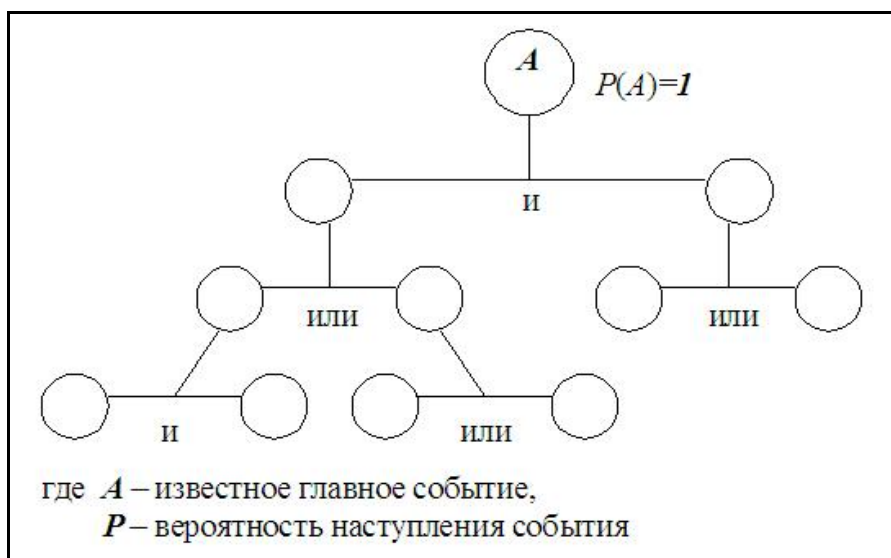 A
P(A)=1
и
или
или
и
или
где A – известное главное событие,
P – вероятность наступления события